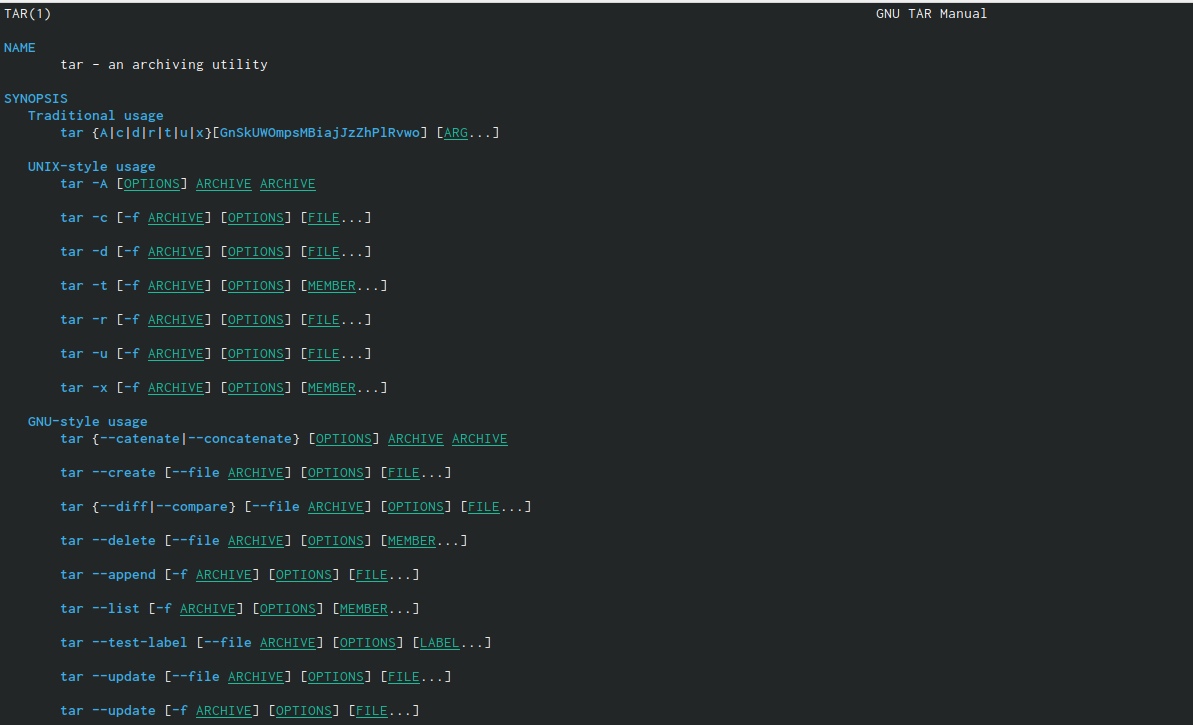 TAR(1) GNU TAR Manual
NAME
tar - an archiving utility
SYNOPSIS
Traditional usage
tar {A|c|d|r|t|u|x}[GnSkUWOmpsMBiajJzZhPlRvwo] [ARG...]
UNIX-style usage
tar -A [OPTIONS] ARCHIVE ARCHIVE
tar -c [-f ARCHIVE] [OPTIONS] [FILE...]
tar -d [-f ARCHIVE] [OPTIONS] [FILE...]
tar -t [-f ARCHIVE] [OPTIONS] [MEMBER...]
tar -r [-f ARCHIVE] [OPTIONS] [FILE...]
tar -u [-f ARCHIVE] [OPTIONS] [FILE...]
tar -x [-f ARCHIVE] [OPTIONS] [MEMBER...]
GNU-style usage
tar {--catenate|--concatenate} [OPTIONS] ARCHIVE ARCHIVE
tar --create [--file ARCHIVE] [OPTIONS] [FILE...]
tar {--diff|--compare} [--file ARCHIVE] [OPTIONS] [FILE...]
tar --delete [--file ARCHIVE] [OPTIONS] [MEMBER...]
tar --append [-f ARCHIVE] [OPTIONS] [FILE...]
tar --list [-f ARCHIVE] [OPTIONS] [MEMBER...]
tar --test-label [--file ARCHIVE] [OPTIONS] [LABEL...]
tar --update [--file ARCHIVE] [OPTIONS] [FILE...]
tar --update [-f ARCHIVE] [OPTIONS] [FILE...]